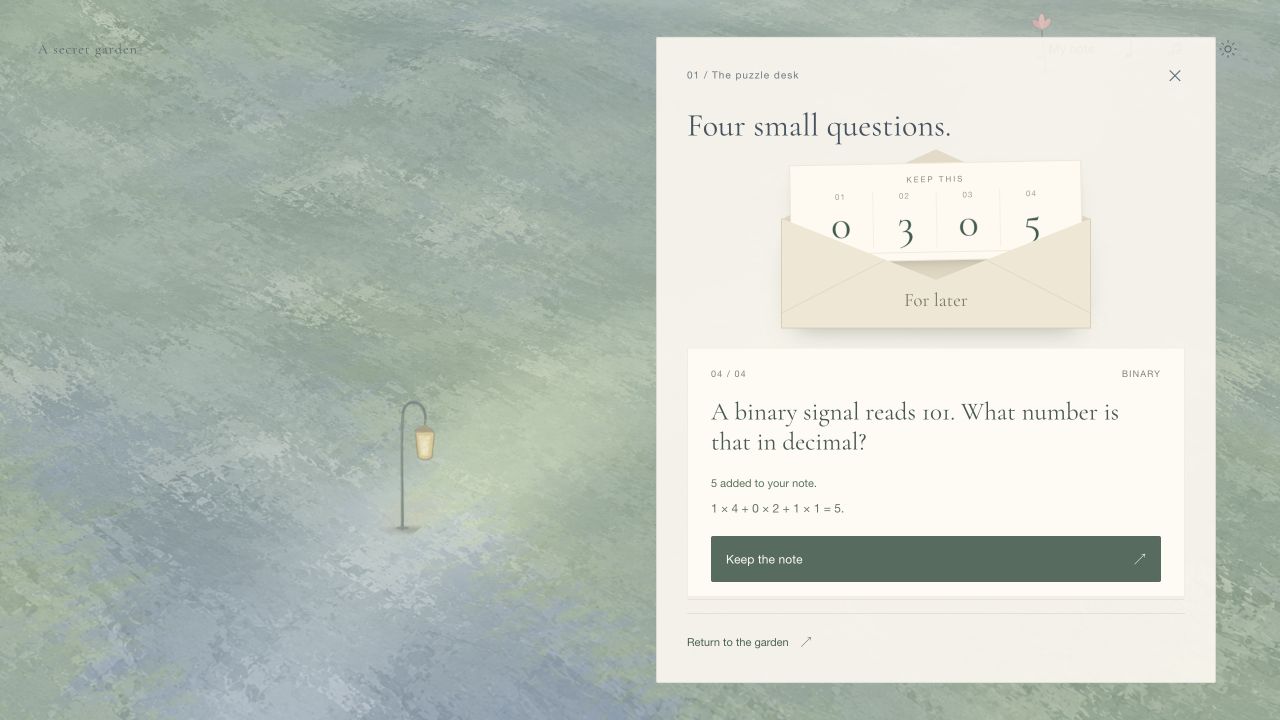 A secret garden
My note
01 / The puzzle desk
Four small questions.
KEEP THIS
01 02 03 04
0 3 0 5
For later
04 / 04 BINARY
A binary signal reads 101. What number is
that in decimal?
5 added to your note.
1 × 4 + 0 × 2 + 1 × 1 = 5.
Keep the note
Return to the garden